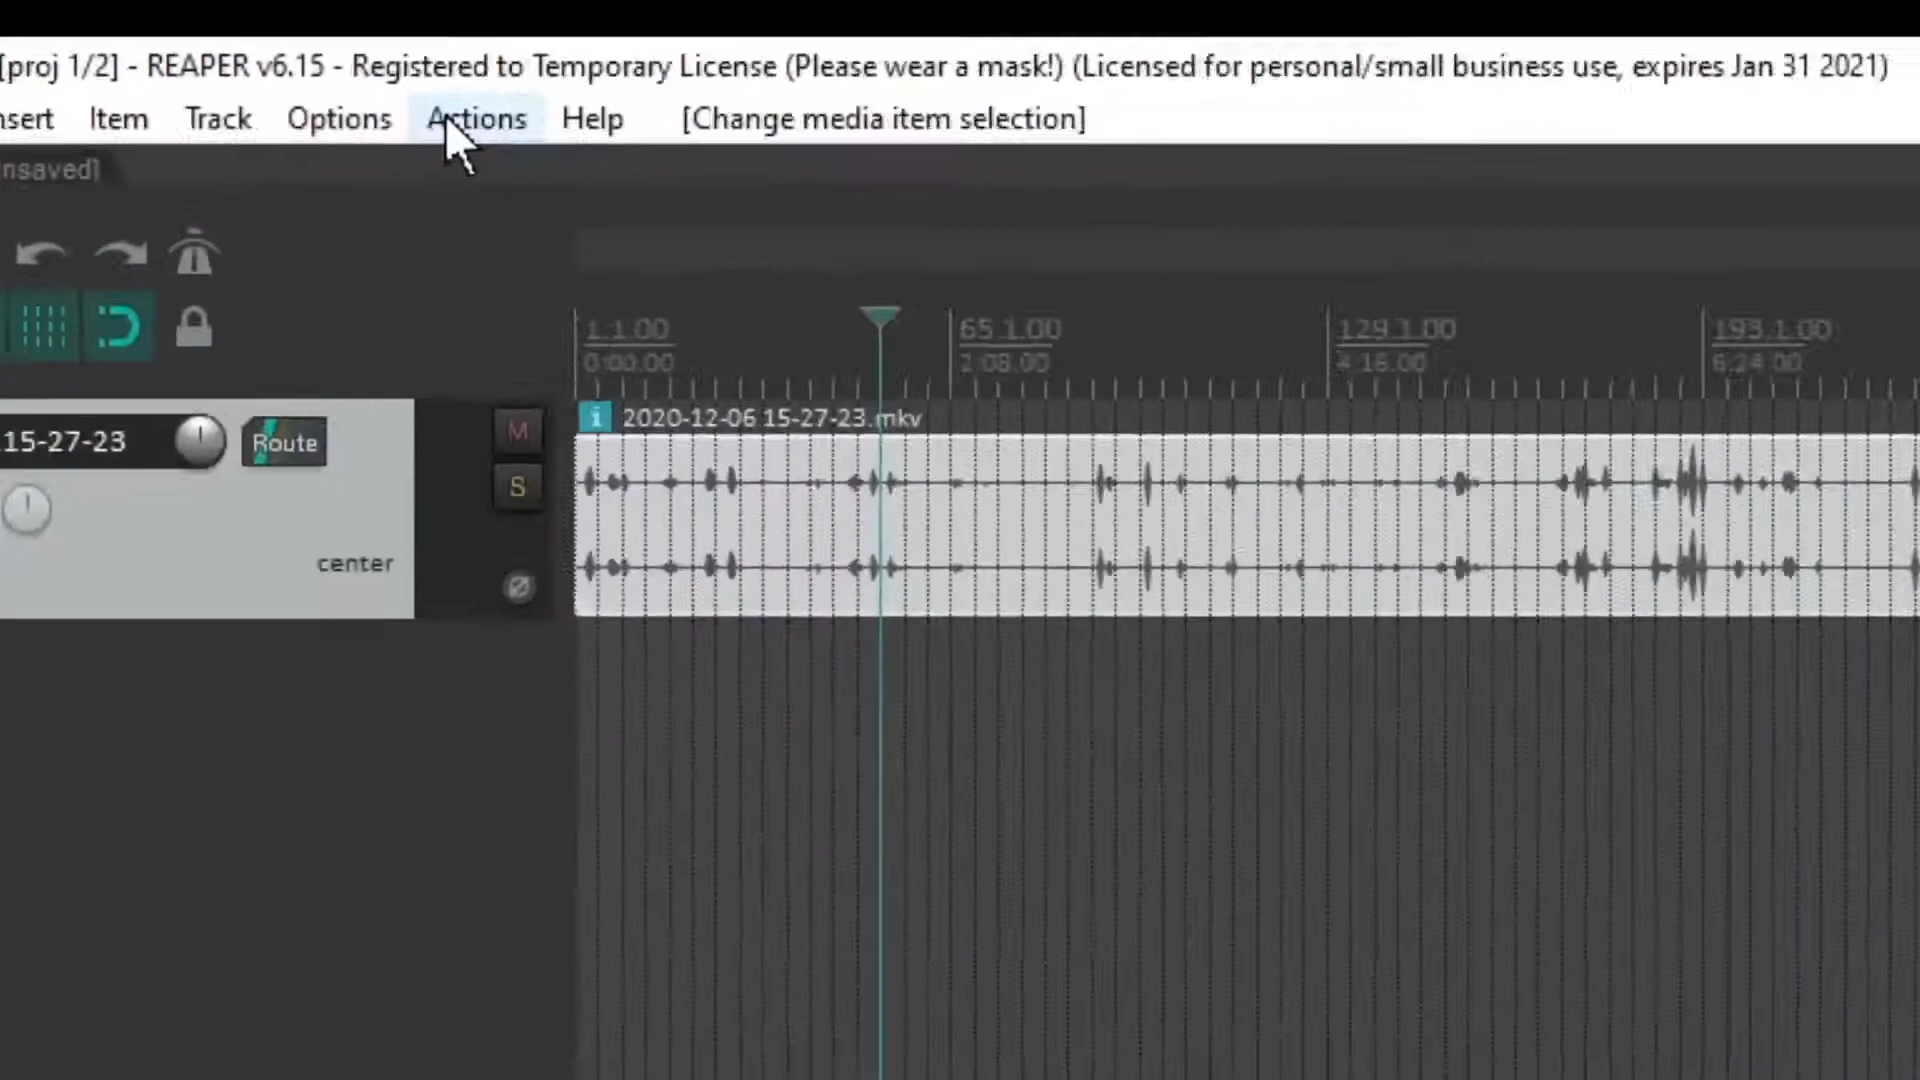 [proj 1/2] - REAPER v6.15 - Registered to Temporary License (Please wear a mask!) (Licensed for personal/small business use, expires Jan 31 2021)
nsert Item Track Options Actions Help [Change media item selection]
nsaved]
1.1.00 65.1.00 129.1.00 193.1.00
0:00.00 2:08.00 4:16.00 6:24.00
i 2020-12-06 15-27-23.mkv
15-27-23 Route M
S
center